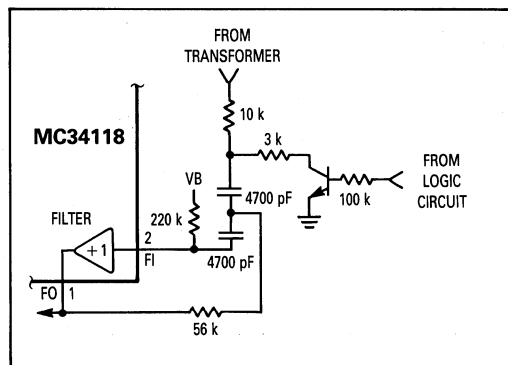 FROM
TRANSFORMER
10 k
MC34118
3 k
FROM
LOGIC
CIRCUIT
VB
4700 pF
100 k
220 k
FILTER
+1
2
FI
4700 pF
FO
1
56 k